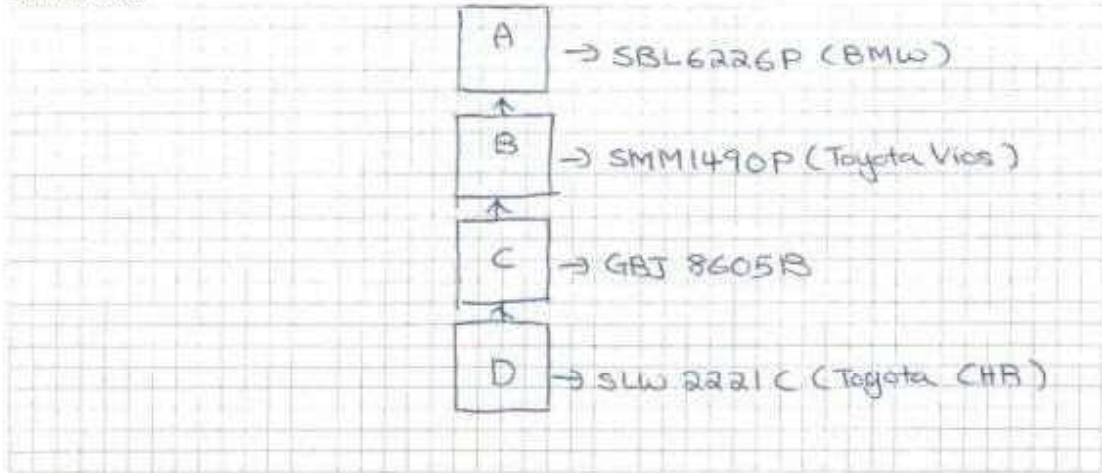 A → SBL6226P (BMW)
B → SMM1490P (Toyota Vios)
C → GBJ 8605B
D → SLW 2221C (Toyota CHR)